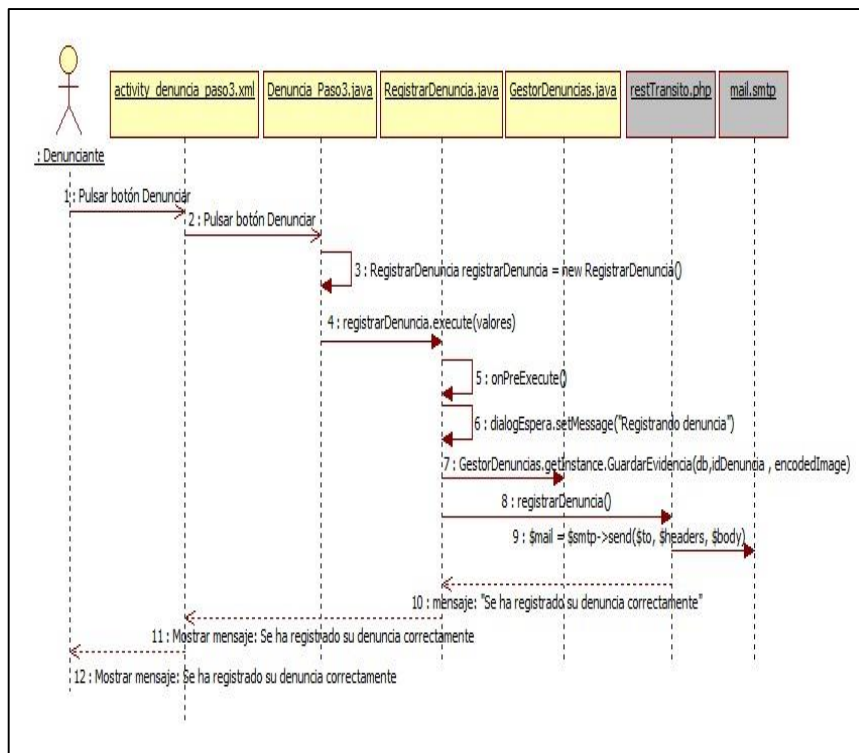 activity_denuncia_paso3.xml
Denuncia_Paso3.java
RegistrarDenuncia.java
GestorDenuncias.java
restTransito.php
mail.smtp
: Denunciante
1 : Pulsar botón Denunciar
2 : Pulsar botón Denunciar
3 : RegistrarDenuncia registrarDenuncia = new RegistrarDenuncia()
4 : registrarDenuncia.execute(valores)
5 : onPreExecute()
6 : dialogEspera.setMessage("Registrando denuncia")
7 : GestorDenuncias.getInstance.GuardarEvidencia(db,idDenuncia , encodedImage)
8 : registrarDenuncia()
9 : $mail = $smtp->send($to, $headers, $body)
10 : mensaje: "Se ha registrado su denuncia correctamente"
11 : Mostrar mensaje: Se ha registrado su denuncia correctamente
12 : Mostrar mensaje: Se ha registrado su denuncia correctamente